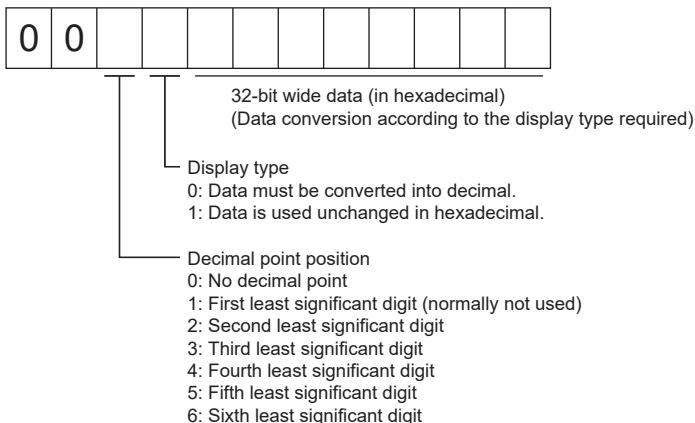 0 0
32-bit wide data (in hexadecimal)
(Data conversion according to the display type required)
Display type
0: Data must be converted into decimal.
1: Data is used unchanged in hexadecimal.
Decimal point position
0: No decimal point
1: First least significant digit (normally not used)
2: Second least significant digit
3: Third least significant digit
4: Fourth least significant digit
5: Fifth least significant digit
6: Sixth least significant digit